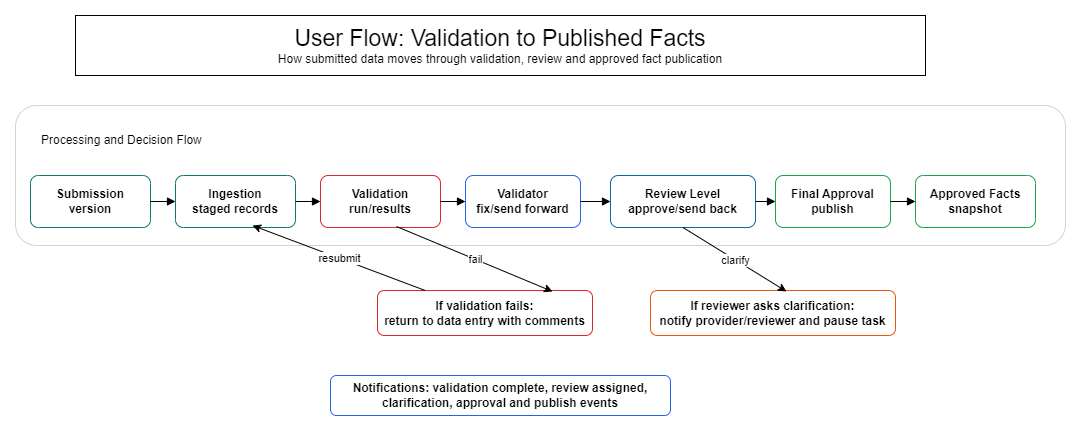 User Flow: Validation to Published Facts
How submitted data moves through validation, review and approved fact publication
Processing and Decision Flow
Submission
version
Ingestion
staged records
Validation
run/results
Validator
fix/send forward
Review Level
approve/send back
Final Approval
publish
Approved Facts
snapshot
resubmit
fail
clarify
If validation fails:
return to data entry with comments
If reviewer asks clarification:
notify provider/reviewer and pause task
Notifications: validation complete, review assigned,
clarification, approval and publish events